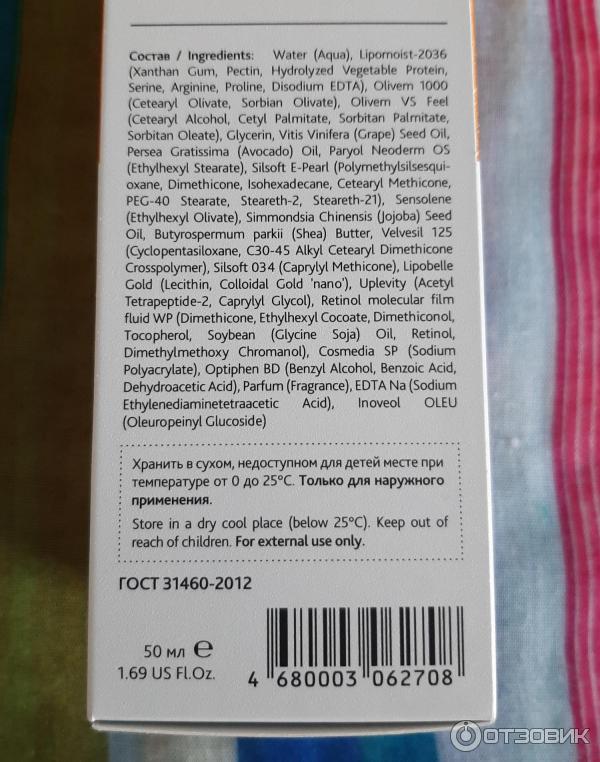 Состав / Ingredients: Water (Aqua), Lipomoist-2036
(Xanthan Gum, Pectin, Hydrolyzed Vegetable Protein,
Serine, Arginine, Proline, Disodium EDTA), Olivem 1000
(Cetearyl Olivate, Sorbian Olivate), Olivem VS Feel
(Cetearyl Alcohol, Cetyl Palmitate, Sorbitan Palmitate,
Sorbitan Oleate), Glycerin, Vitis Vinifera (Grape) Seed Oil,
Persea Gratissima (Avocado) Oil, Paryol Neoderm OS
(Ethylhexyl Stearate), Silsoft E-Pearl (Polymethylsilsesqui-
oxane, Dimethicone, Isohexadecane, Cetearyl Methicone,
PEG-40 Stearate, Steareth-2, Steareth-21), Sensolene
(Ethylhexyl Olivate), Simmondsia Chinensis (Jojoba) Seed
Oil, Butyrospermum parkii (Shea) Butter, Velvesil 125
(Cyclopentasiloxane, C30-45 Alkyl Cetearyl Dimethicone
Crosspolymer), Silsoft 034 (Caprylyl Methicone), Lipobelle
Gold (Lecithin, Colloidal Gold 'nano'), Uplevity (Acetyl
Tetrapeptide-2, Caprylyl Glycol), Retinol molecular film
fluid WP (Dimethicone, Ethylhexyl Cocoate, Dimethiconol,
Tocopherol, Soybean (Glycine Soja) Oil, Retinol,
Dimethylmethoxy Chromanol), Cosmedia SP (Sodium
Polyacrylate), Optiphen BD (Benzyl Alcohol, Benzoic Acid,
Dehydroacetic Acid), Parfum (Fragrance), EDTA Na (Sodium
Ethylenediaminetetraacetic Acid), Inoveol OLEU
(Oleuropeinyl Glucoside)
Хранить в сухом, недоступном для детей месте при
температуре от 0 до 25°С. Только для наружного
применения.
Store in a dry cool place (below 25°C). Keep out of
reach of children. For external use only.
ГОСТ 31460-2012
50 мл e
1.69 US Fl.Oz.
4 680003 062708
ОТЗОВИК